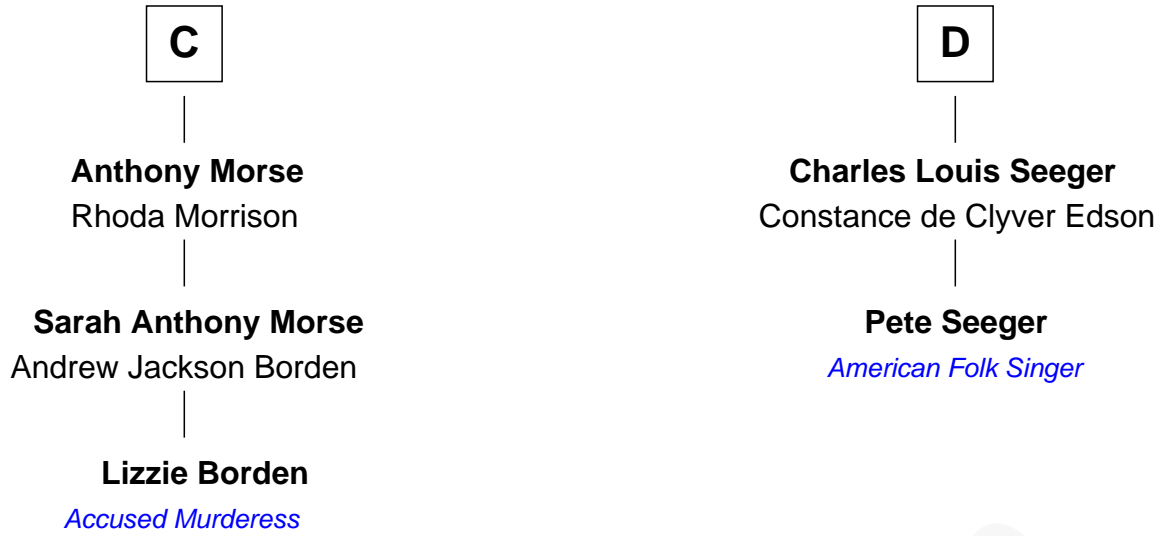 C
Anthony Morse
Rhoda Morrison
Sarah Anthony Morse
Andrew Jackson Borden
Lizzie Borden
Accused Murderess
D
Charles Louis Seeger
Constance de Clyver Edson
Pete Seeger
American Folk Singer